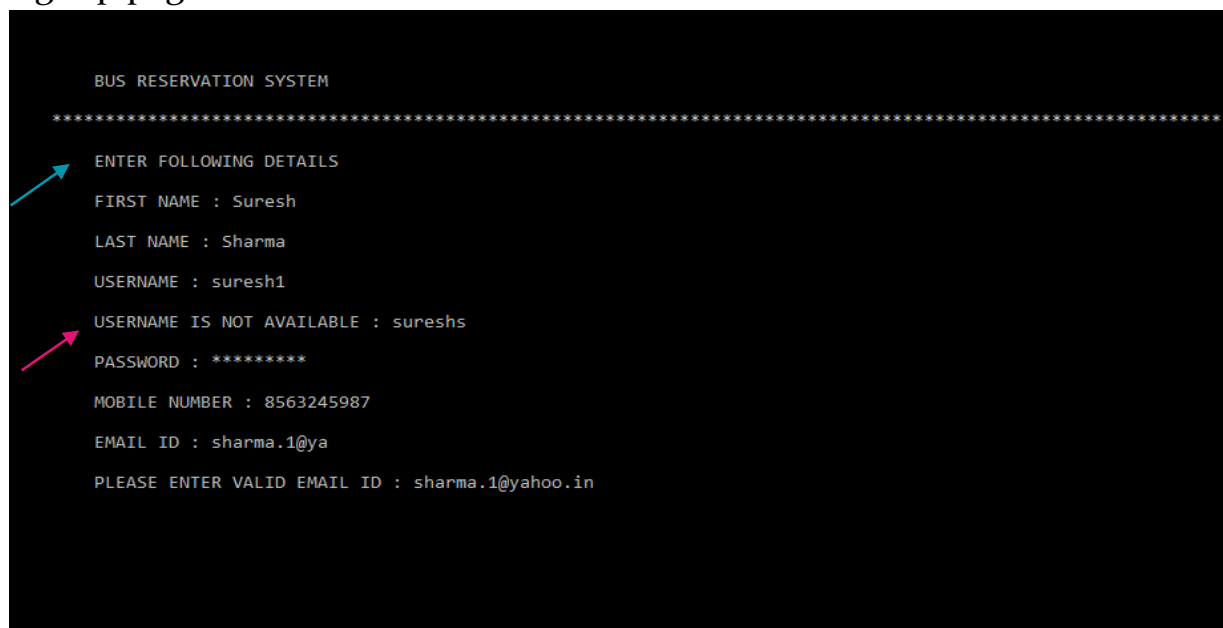 BUS RESERVATION SYSTEM
**************************************************************************************************************
ENTER FOLLOWING DETAILS
FIRST NAME : Suresh
LAST NAME : Sharma
USERNAME : suresh1
USERNAME IS NOT AVAILABLE : sureshs
PASSWORD : *********
MOBILE NUMBER : 8563245987
EMAIL ID : sharma.1@ya
PLEASE ENTER VALID EMAIL ID : sharma.1@yahoo.in